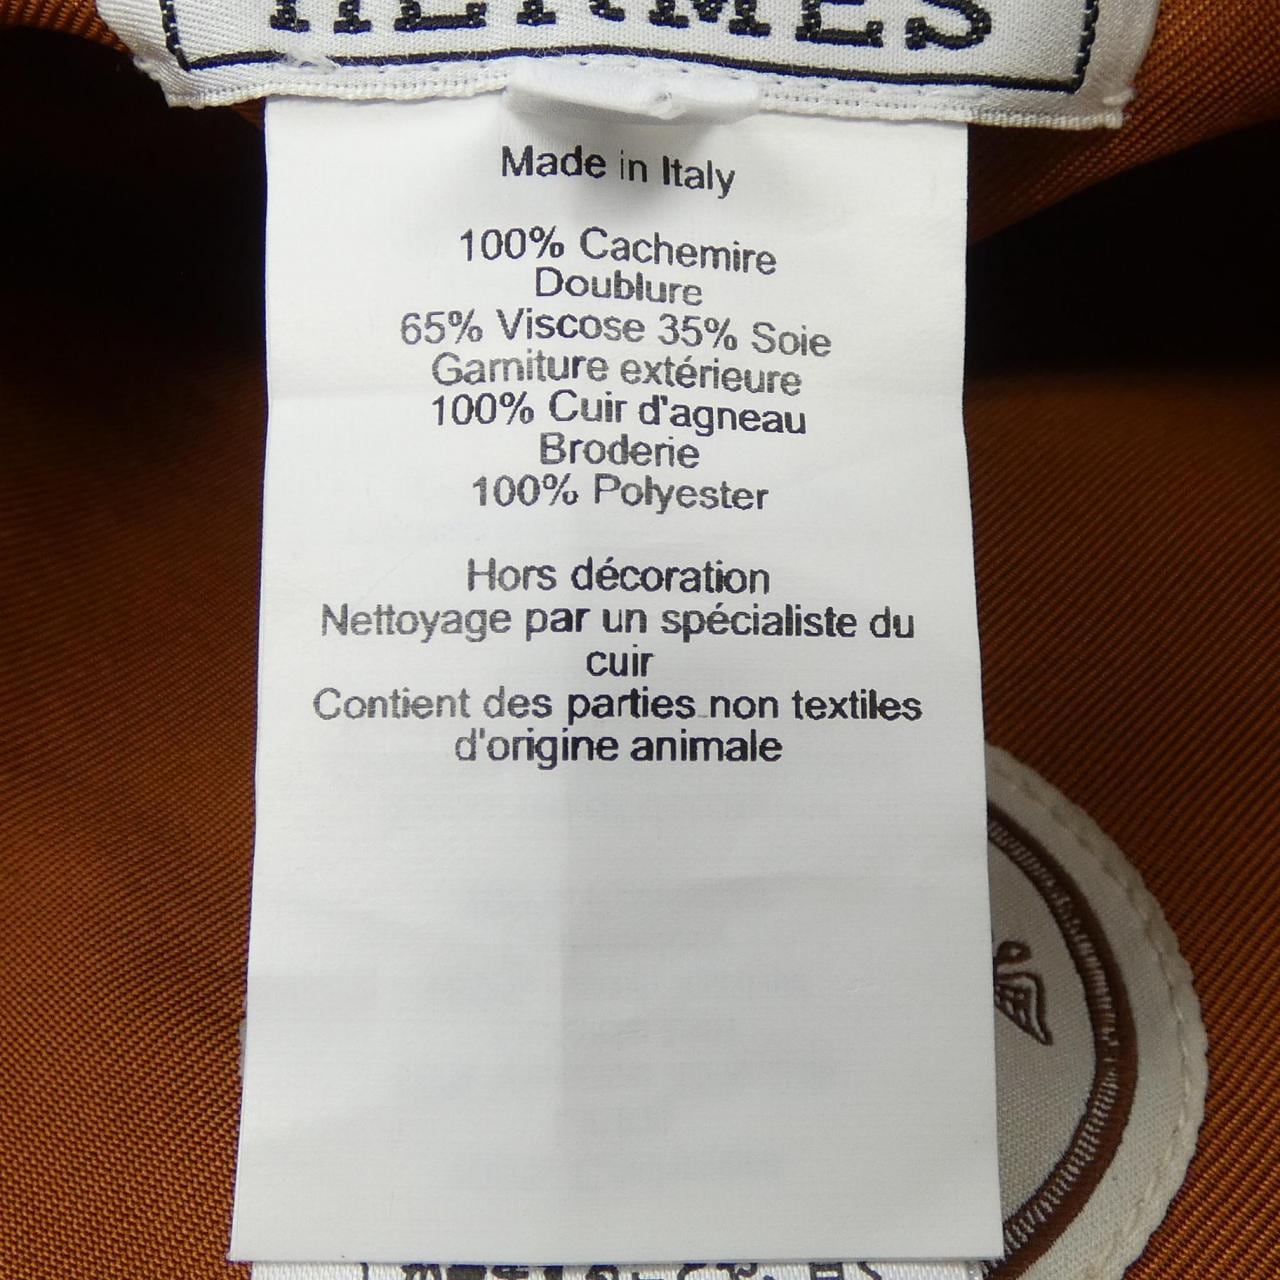 HERMES
Made in Italy
100% Cachemire
Doublure
65% Viscose 35% Soie
Garniture extérieure
100% Cuir d'agneau
Broderie
100% Polyester
Hors décoration
Nettoyage par un spécialiste du
cuir
Contient des parties non textiles
d'origine animale